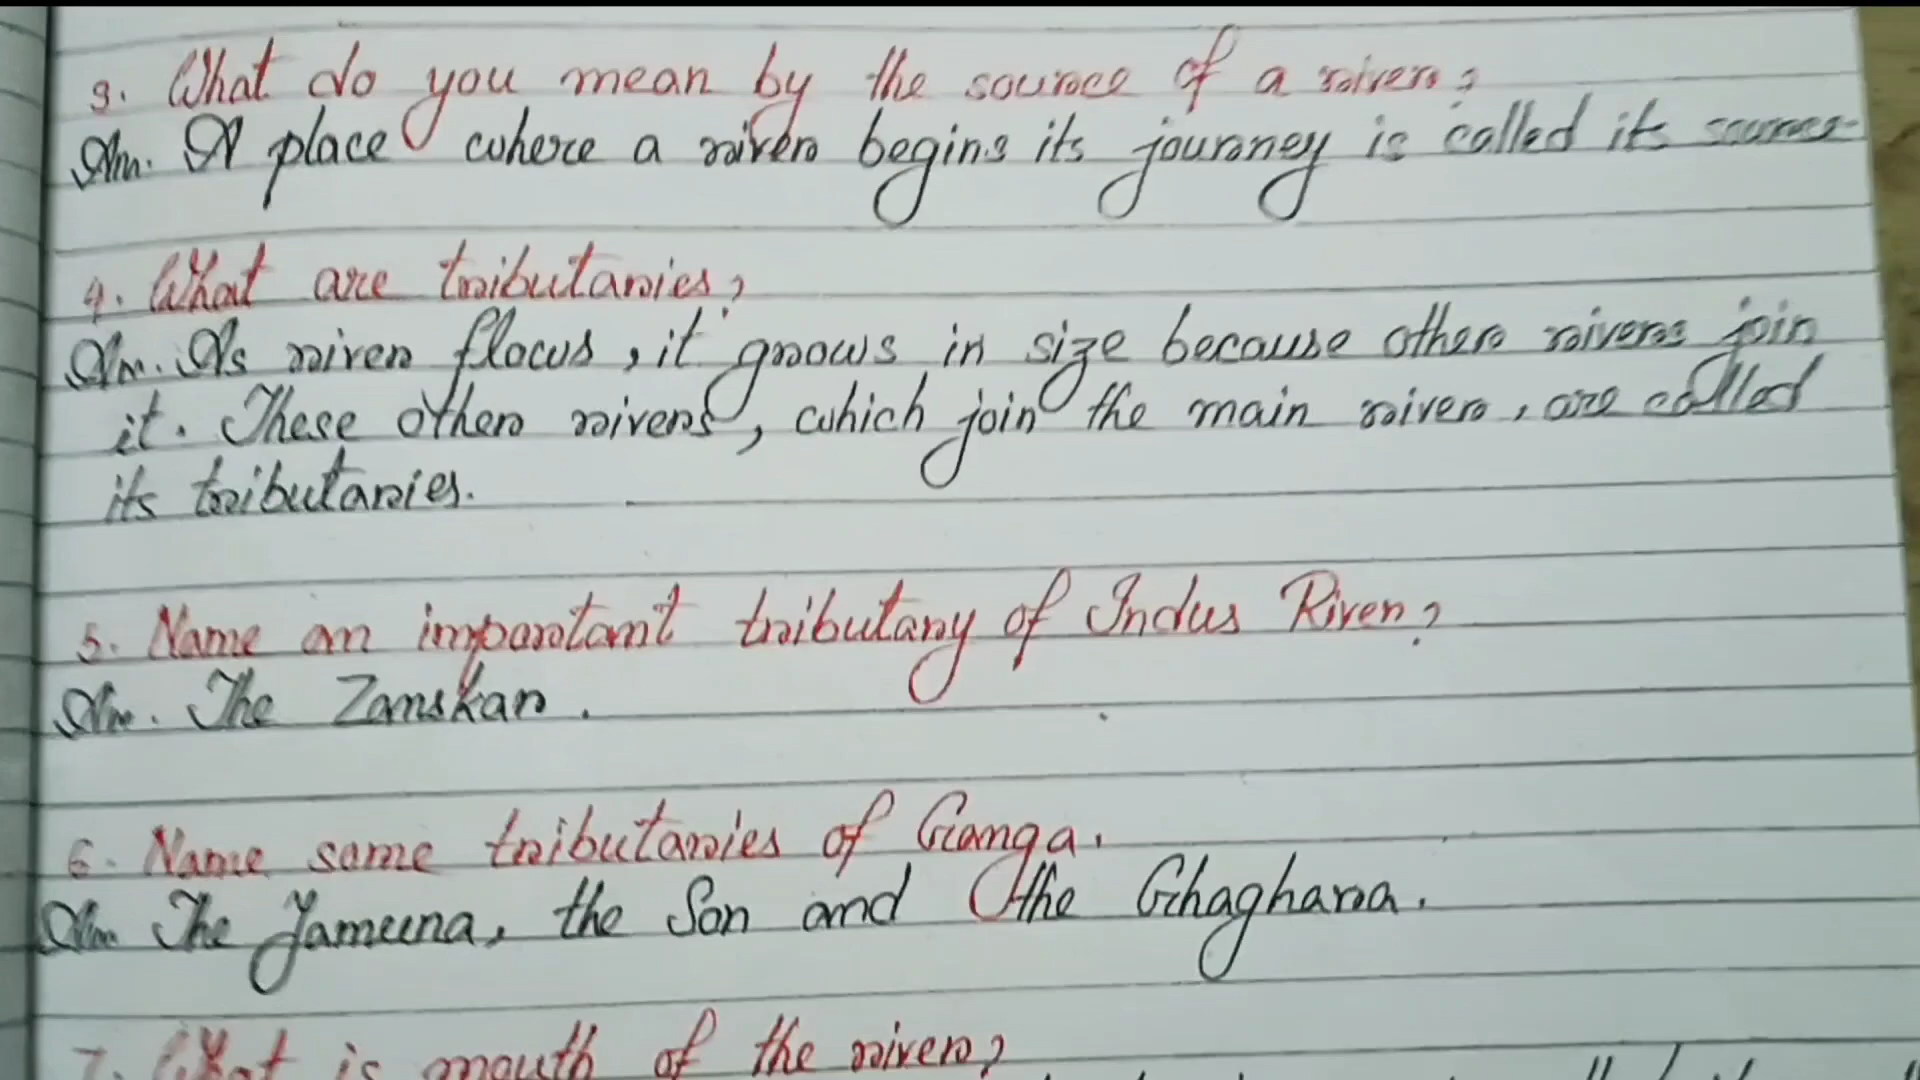 3. What do you mean by the source of a river?
Ans. A place where a river begins its journey is called its source.
4. What are tributaries?
Ans. As river flows, it grows in size because other rivers join
it. These other rivers, which join the main river, are called
its tributaries.
5. Name an important tributary of Indus River?
Ans. The Zanskar.
6. Name some tributaries of Ganga.
Ans. The Yamuna, the Son and the Ghaghara.
7. What is mouth of the river?